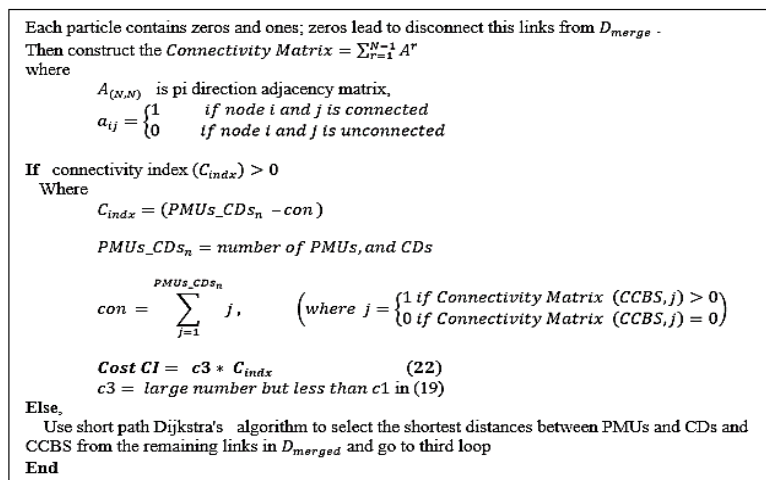 Each particle contains zeros and ones; zeros lead to disconnect this links from D_merge .
Then construct the Connectivity Matrix = ∑_{r=1}^{N−1} A^r
where
A_(N,N) is pi direction adjacency matrix,
a_ij = {1 if node i and j is connected
{0 if node i and j is unconnected
If connectivity index (C_indx) > 0
Where
C_indx = (PMUs_CDs_n − con )
PMUs_CDs_n = number of PMUs, and CDs
con = ∑_{j=1}^{PMUs_CDs_n} j , (where j = {1 if Connectivity Matrix (CCBS, j) > 0
{0 if Connectivity Matrix (CCBS, j) = 0)
Cost CI = c3 * C_indx (22)
c3 = large number but less than c1 in (19)
Else,
Use short path Dijkstra's algorithm to select the shortest distances between PMUs and CDs and
CCBS from the remaining links in D_merged and go to third loop
End